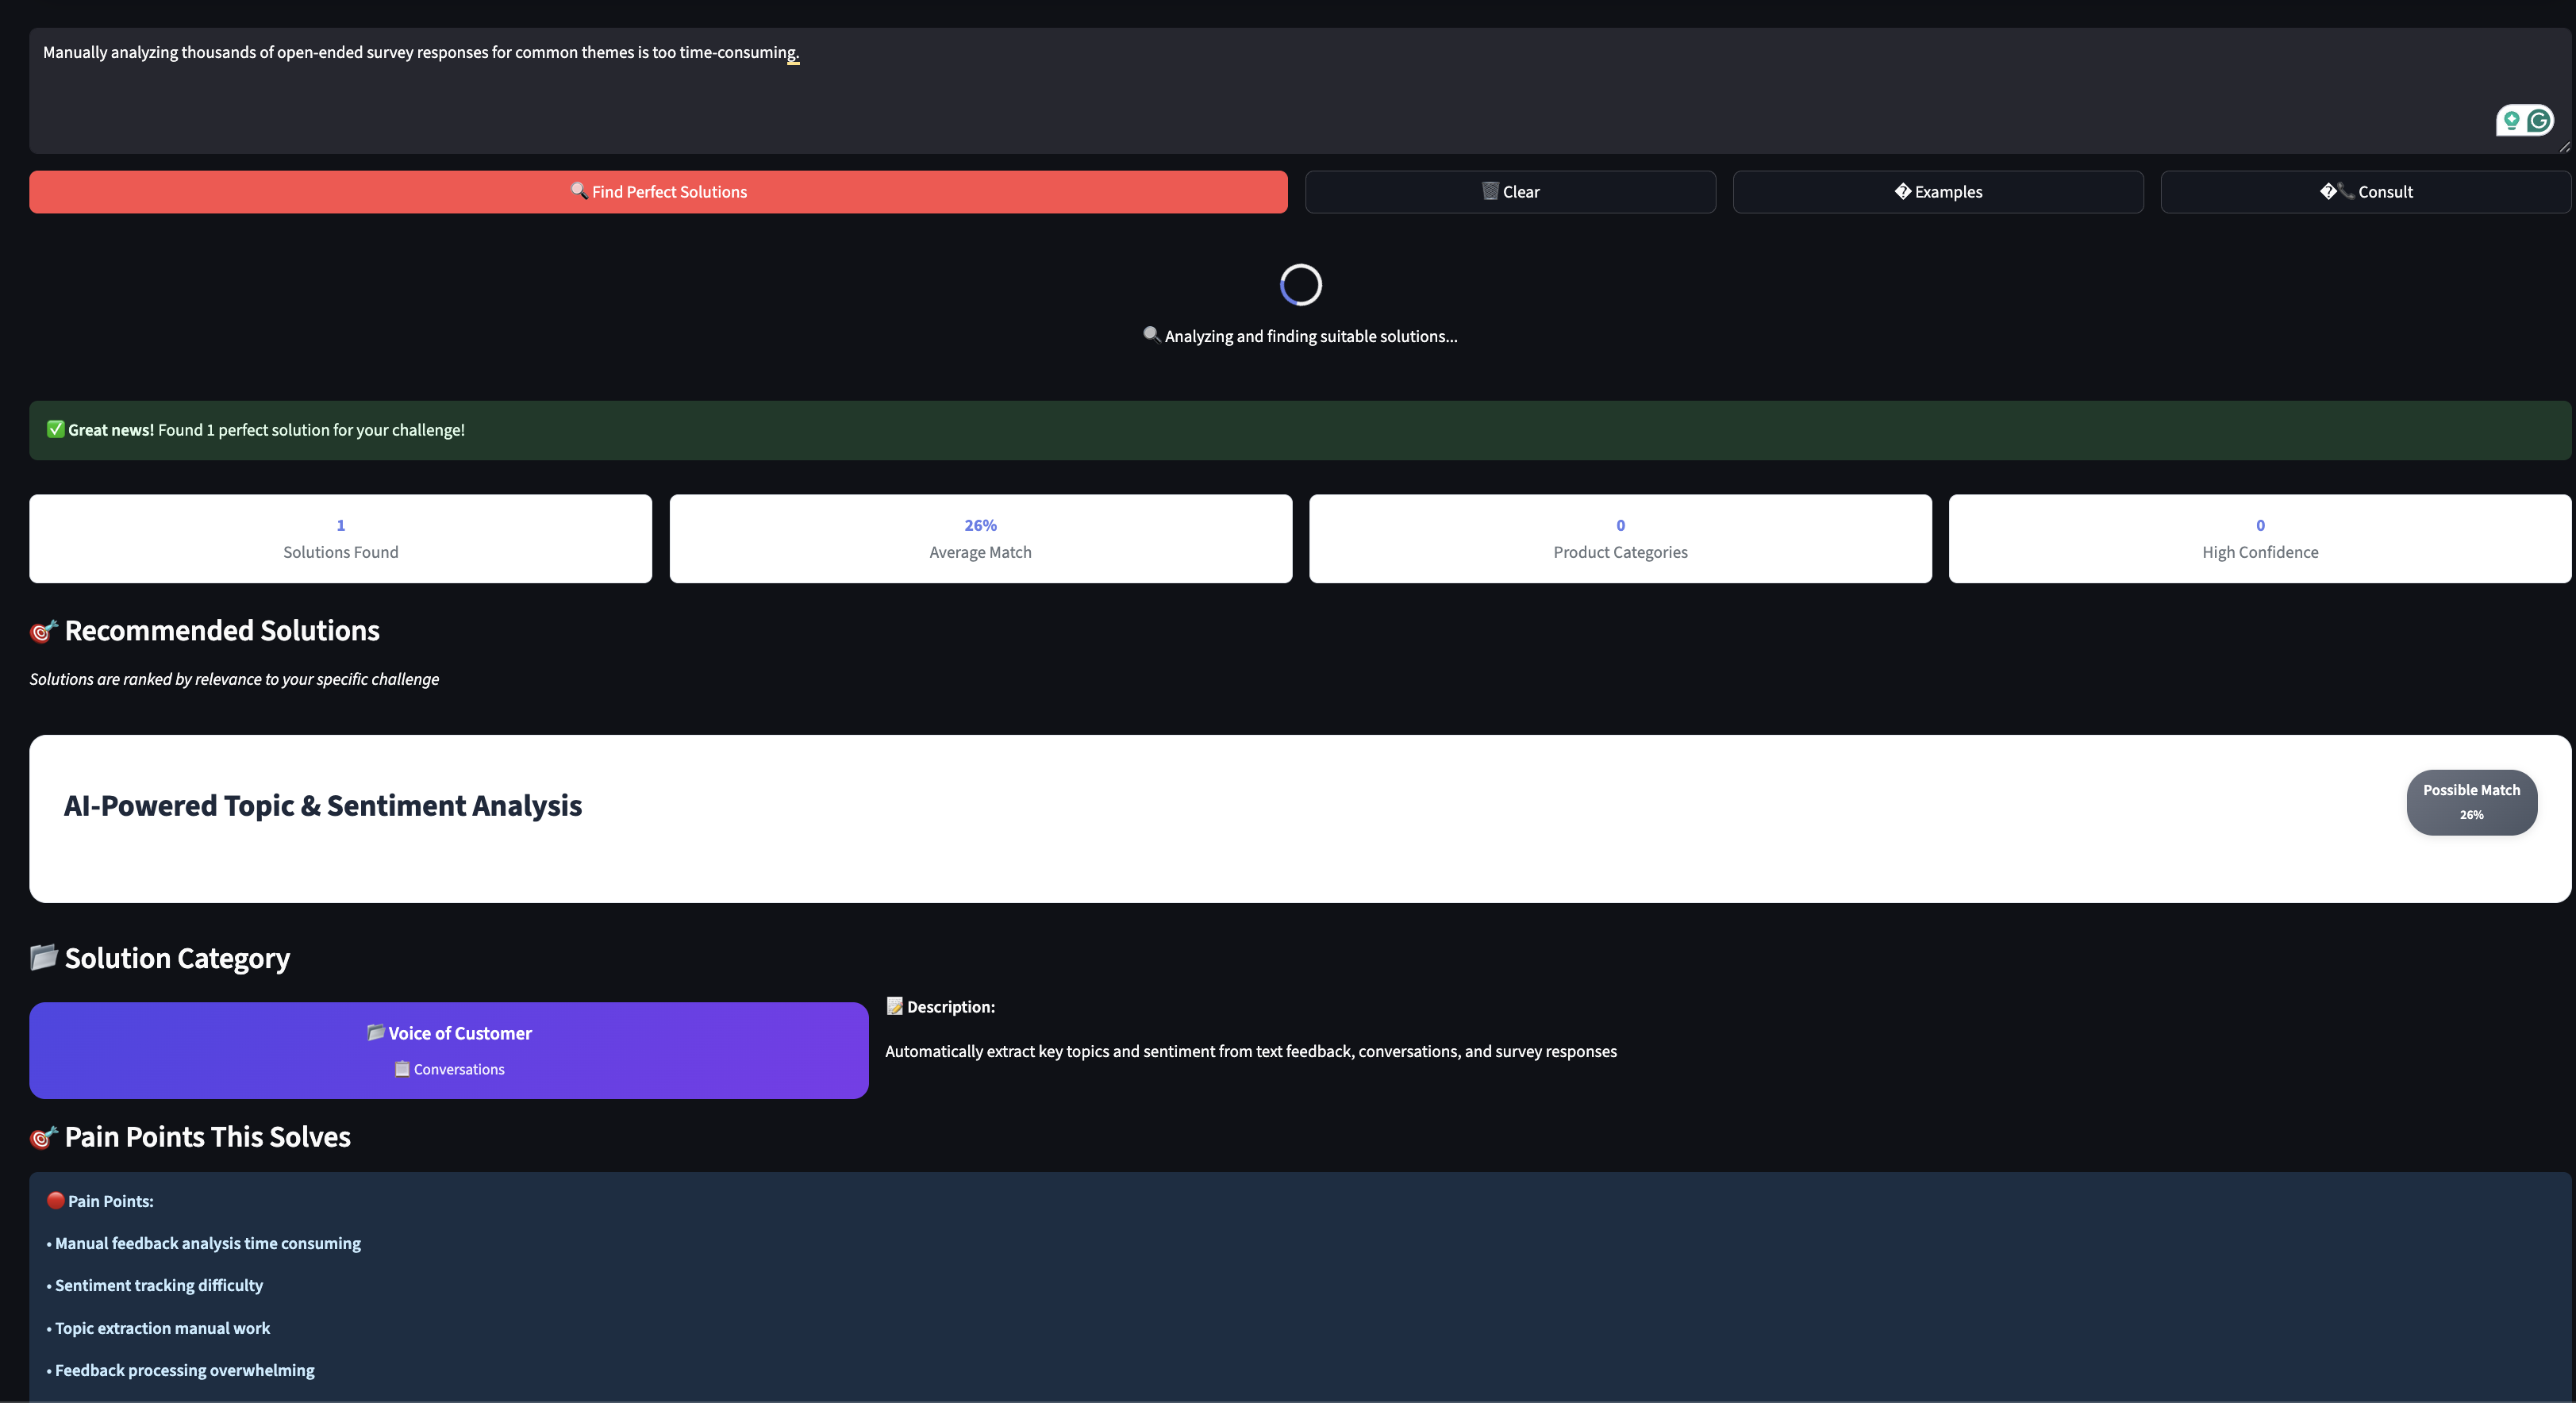 Manually analyzing thousands of open-ended survey responses for common themes is too time-consuming.
🔍 Find Perfect Solutions
🗑️ Clear
� Examples
�📞 Consult
🔍 Analyzing and finding suitable solutions...
✅ Great news! Found 1 perfect solution for your challenge!
1
Solutions Found
26%
Average Match
0
Product Categories
0
High Confidence
🎯 Recommended Solutions
Solutions are ranked by relevance to your specific challenge
AI-Powered Topic & Sentiment Analysis
Possible Match
26%
📂 Solution Category
📂 Voice of Customer
📋 Conversations
📝 Description:
Automatically extract key topics and sentiment from text feedback, conversations, and survey responses
🎯 Pain Points This Solves
🔴 Pain Points:
• Manual feedback analysis time consuming
• Sentiment tracking difficulty
• Topic extraction manual work
• Feedback processing overwhelming